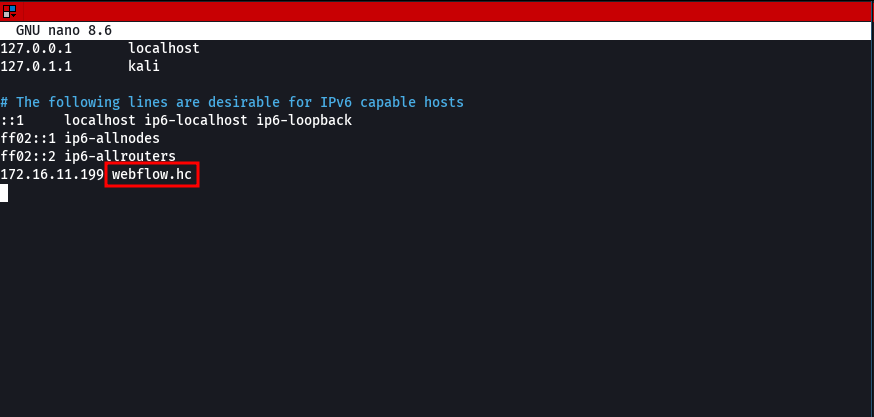 GNU nano 8.6
127.0.0.1       localhost
127.0.1.1       kali
# The following lines are desirable for IPv6 capable hosts
::1     localhost ip6-localhost ip6-loopback
ff02::1 ip6-allnodes
ff02::2 ip6-allrouters
172.16.11.199 webflow.hc